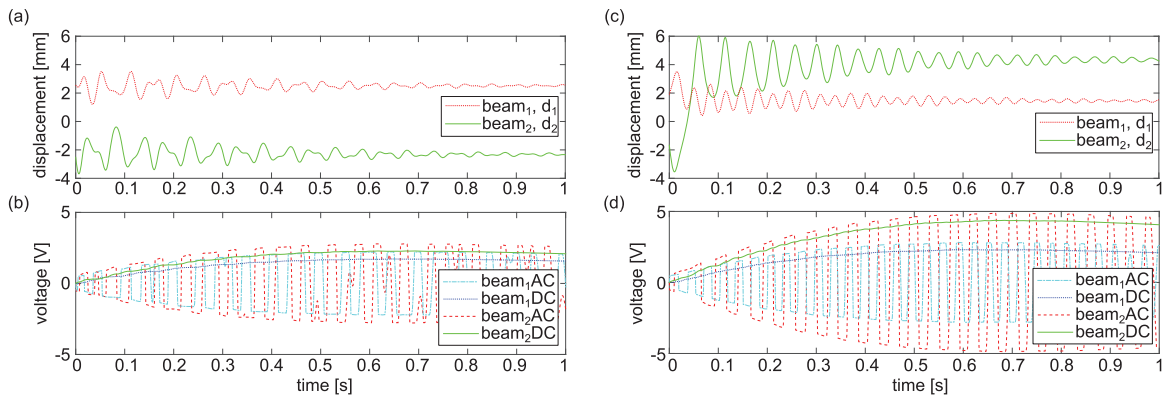 (a)
displacement [mm]
6
4
2
0
-2
-4
0 0.1 0.2 0.3 0.4 0.5 0.6 0.7 0.8 0.9 1
beam1, d1
beam2, d2
(b)
voltage [V]
5
0
-5
0 0.1 0.2 0.3 0.4 0.5 0.6 0.7 0.8 0.9 1
time [s]
beam1AC
beam1DC
beam2AC
beam2DC
(c)
displacement [mm]
6
4
2
0
-2
-4
0 0.1 0.2 0.3 0.4 0.5 0.6 0.7 0.8 0.9 1
beam1, d1
beam2, d2
(d)
voltage [V]
5
0
-5
0 0.1 0.2 0.3 0.4 0.5 0.6 0.7 0.8 0.9 1
time [s]
beam1AC
beam1DC
beam2AC
beam2DC